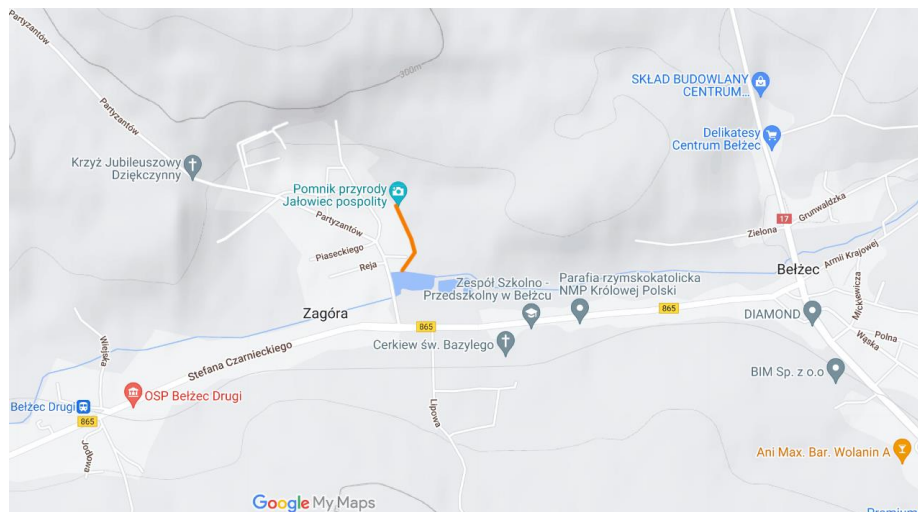 Partyzantów
300m
Partyzantów
SKŁAD BUDOWLANY
CENTRUM...
Delikatesy
Centrum Bełżec
Krzyż Jubileuszowy
Dziękczynny
Pomnik przyrody
Jałowiec pospolity
Partyzantów
17
Grunwaldzka
Zielona
Piaseckiego
Reja
Armii Krajowej
Bełżec
Zespół Szkolno -
Przedszkolny w Bełżcu
Parafia rzymskokatolicka
NMP Królowej Polski
Mickiewicza
Zagóra
865
865
DIAMOND
Polna
Wąska
Wiejska
Stefana Czarnieckiego
Cerkiew św. Bazylego
BIM Sp. z o.o
OSP Bełżec Drugi
Bełżec Drugi
865
Lipowa
Jodłowa
Ani Max. Bar. Wolanin A
Google My Maps
Premium